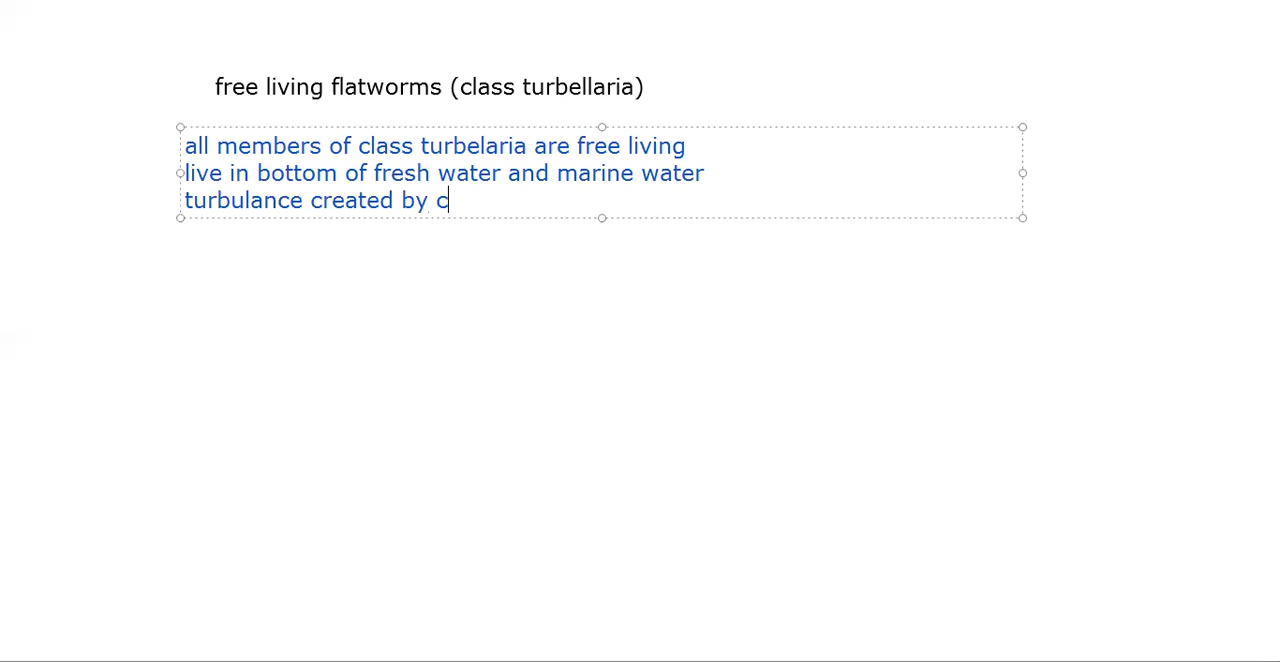 free living flatworms (class turbellaria)
all members of class turbelaria are free living
live in bottom of fresh water and marine water
turbulance created by c